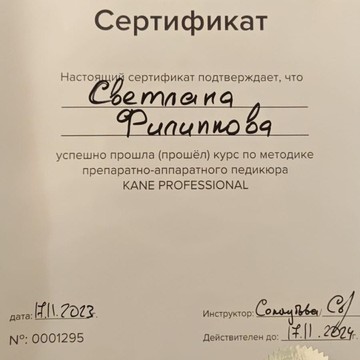 Сертификат
Настоящий сертификат подтверждает, что
Светлана
Филиппова
успешно прошла (прошёл) курс по методике
препаратно-аппаратного педикюра
KANE PROFESSIONAL
дата: 17.11.2023.
Инструктор:
№: 0001295
Действителен до: 17.11.2024